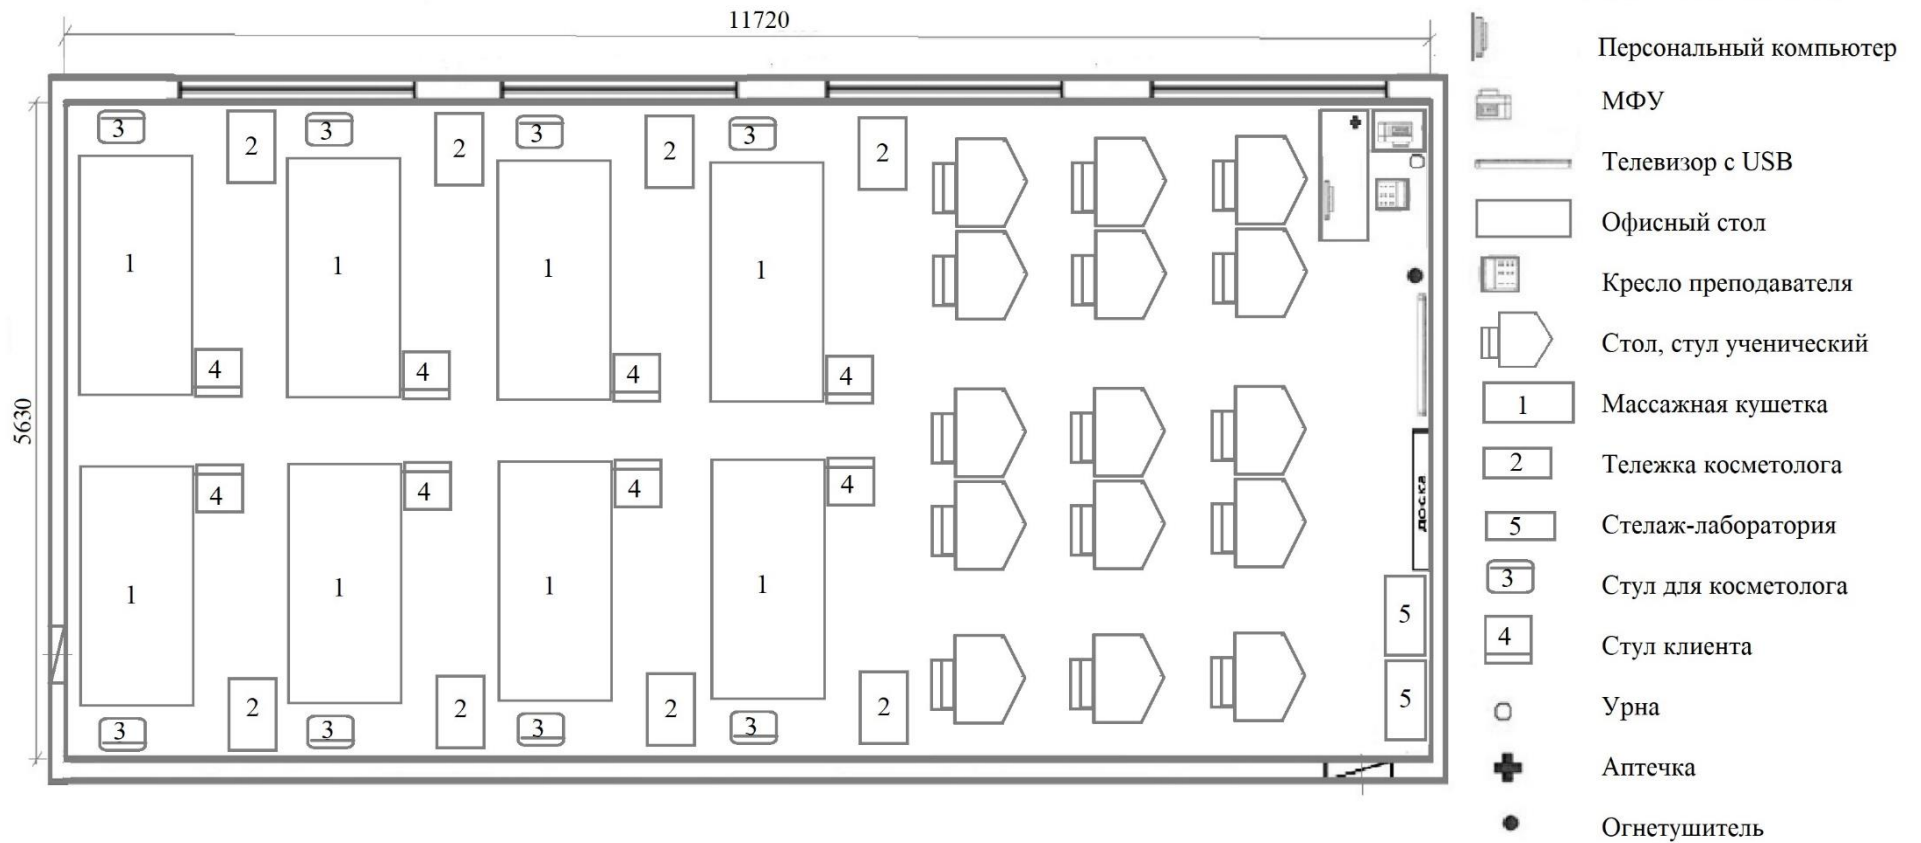 11720
5630
3 2 3 2 3 2 3 2
1 1 1 1
4 4 4 4
4 4 4 4
1 1 1 1
3 2 3 2 3 2 3 2
доска
5
5
Персональный компьютер
МФУ
Телевизор с USB
Офисный стол
Кресло преподавателя
Стол, стул ученический
1 Массажная кушетка
2 Тележка косметолога
5 Стелаж-лаборатория
3 Стул для косметолога
4 Стул клиента
Урна
Аптечка
Огнетушитель